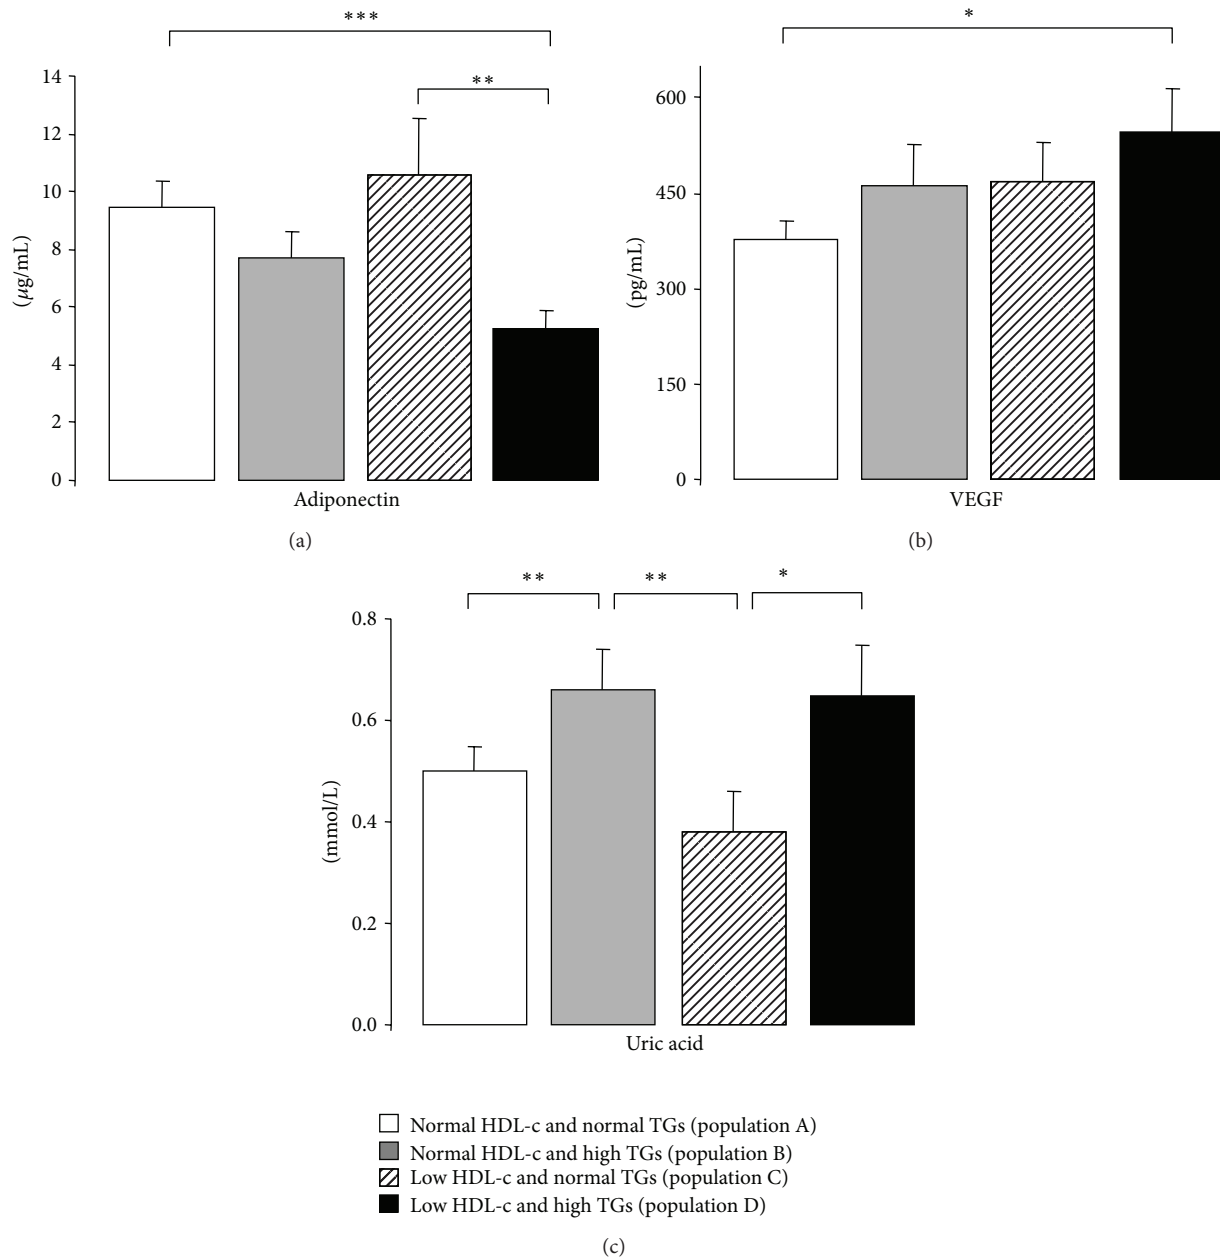 ***
**
14
12
10
8
6
4
2
0
(μg/mL)
Adiponectin
(a)
*
600
450
300
150
0
(pg/mL)
VEGF
(b)
**
**
*
0.8
0.6
0.4
0.2
0.0
(mmol/L)
Uric acid
Normal HDL-c and normal TGs (population A)
Normal HDL-c and high TGs (population B)
Low HDL-c and normal TGs (population C)
Low HDL-c and high TGs (population D)
(c)